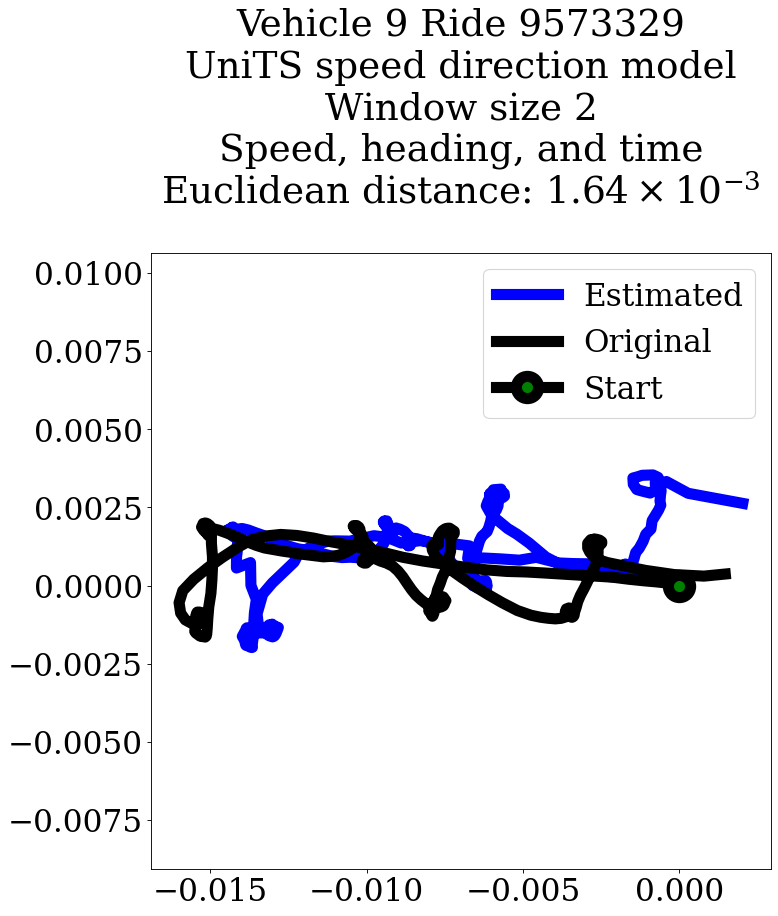 Vehicle 9 Ride 9573329
UniTS speed direction model
Window size 2
Speed, heading, and time
Euclidean distance: 1.64 × 10⁻³
Estimated
Original
Start
0.0100
0.0075
0.0050
0.0025
0.0000
−0.0025
−0.0050
−0.0075
−0.015 −0.010 −0.005 0.000